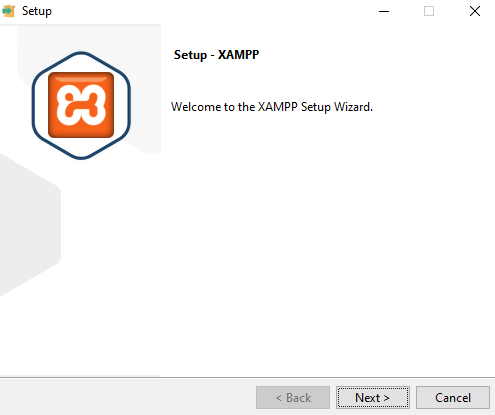 Setup
Setup - XAMPP
Welcome to the XAMPP Setup Wizard.
< Back
Next >
Cancel